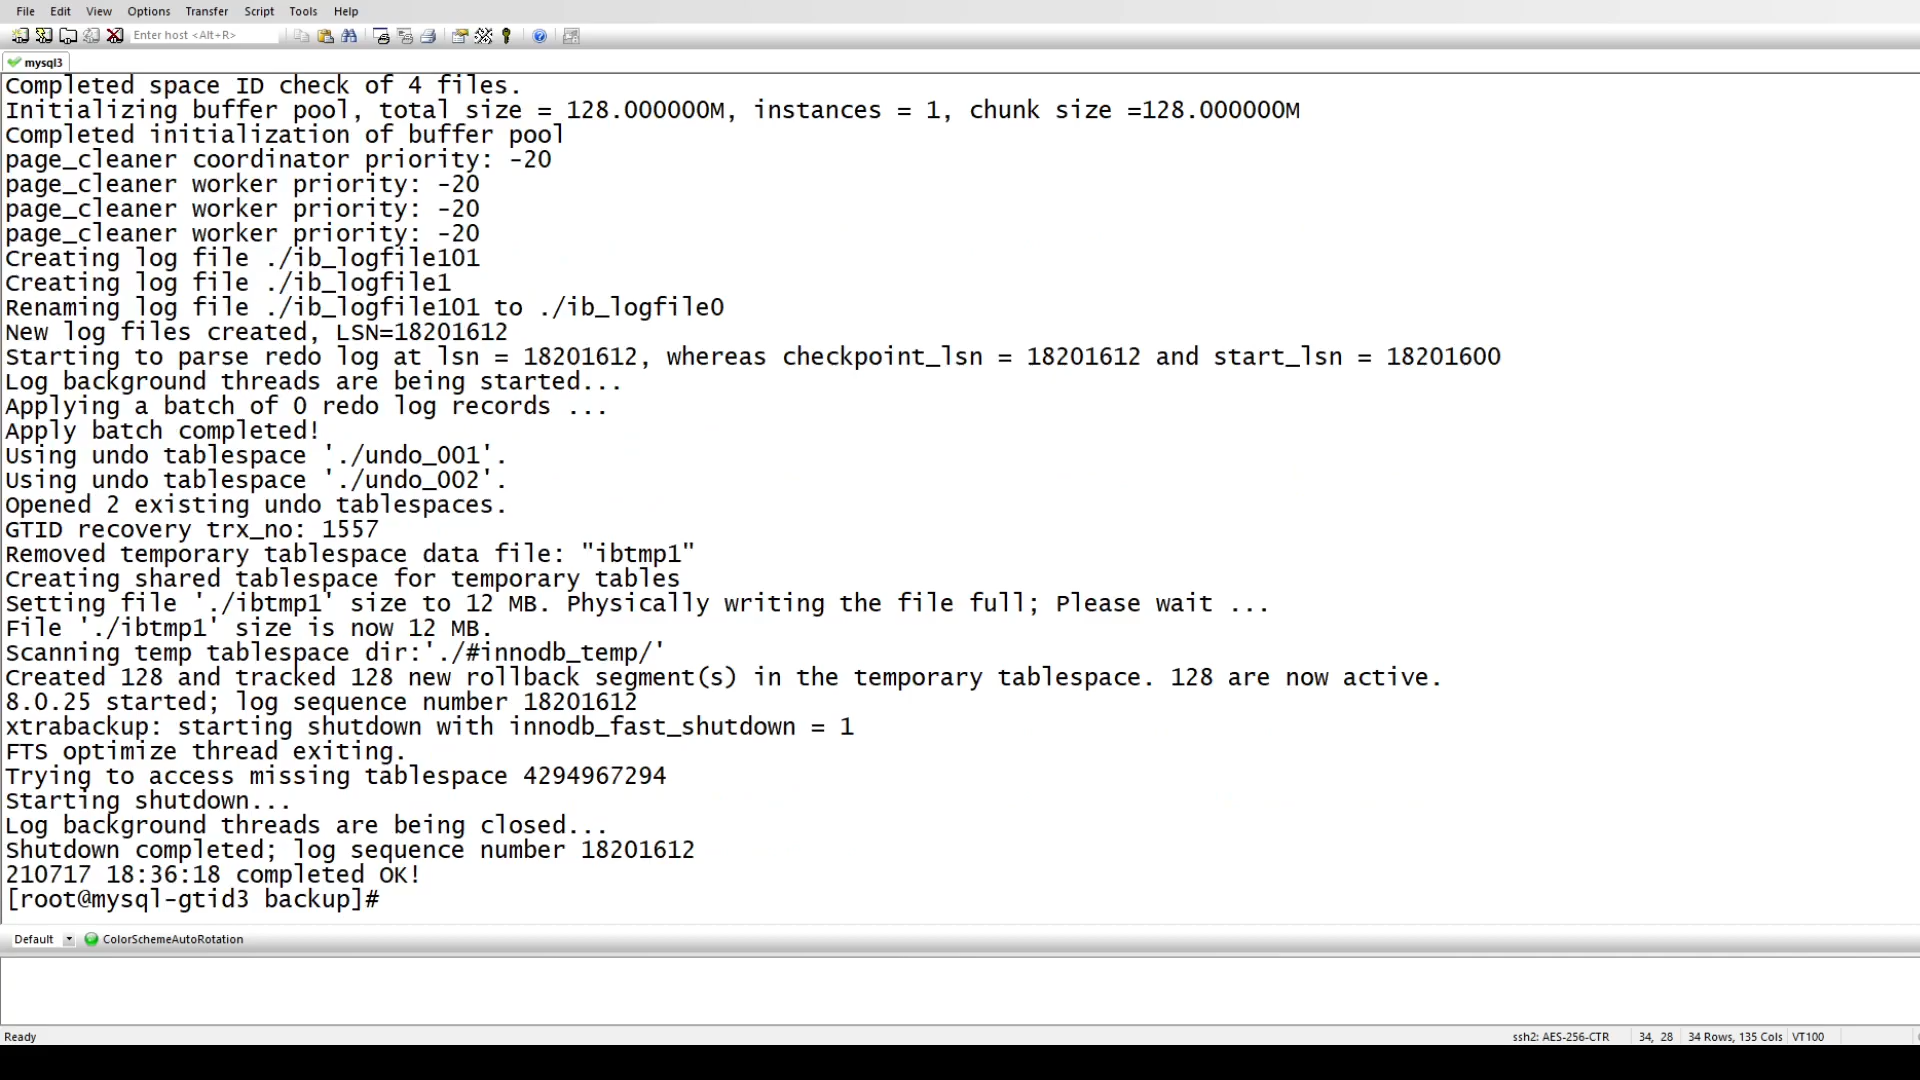 File Edit View Options Transfer Script Tools Help
Enter host <Alt+R>
mysql3
Completed space ID check of 4 files.
Initializing buffer pool, total size = 128.000000M, instances = 1, chunk size =128.000000M
Completed initialization of buffer pool
page_cleaner coordinator priority: -20
page_cleaner worker priority: -20
page_cleaner worker priority: -20
page_cleaner worker priority: -20
Creating log file ./ib_logfile101
Creating log file ./ib_logfile1
Renaming log file ./ib_logfile101 to ./ib_logfile0
New log files created, LSN=18201612
Starting to parse redo log at lsn = 18201612, whereas checkpoint_lsn = 18201612 and start_lsn = 18201600
Log background threads are being started...
Applying a batch of 0 redo log records ...
Apply batch completed!
Using undo tablespace './undo_001'.
Using undo tablespace './undo_002'.
Opened 2 existing undo tablespaces.
GTID recovery trx_no: 1557
Removed temporary tablespace data file: "ibtmp1"
Creating shared tablespace for temporary tables
Setting file './ibtmp1' size to 12 MB. Physically writing the file full; Please wait ...
File './ibtmp1' size is now 12 MB.
Scanning temp tablespace dir:'./#innodb_temp/'
Created 128 and tracked 128 new rollback segment(s) in the temporary tablespace. 128 are now active.
8.0.25 started; log sequence number 18201612
xtrabackup: starting shutdown with innodb_fast_shutdown = 1
FTS optimize thread exiting.
Trying to access missing tablespace 4294967294
Starting shutdown...
Log background threads are being closed...
Shutdown completed; log sequence number 18201612
210717 18:36:18 completed OK!
[root@mysql-gtid3 backup]#
Default ColorSchemeAutoRotation
Ready ssh2: AES-256-CTR 34, 28 34 Rows, 135 Cols VT100